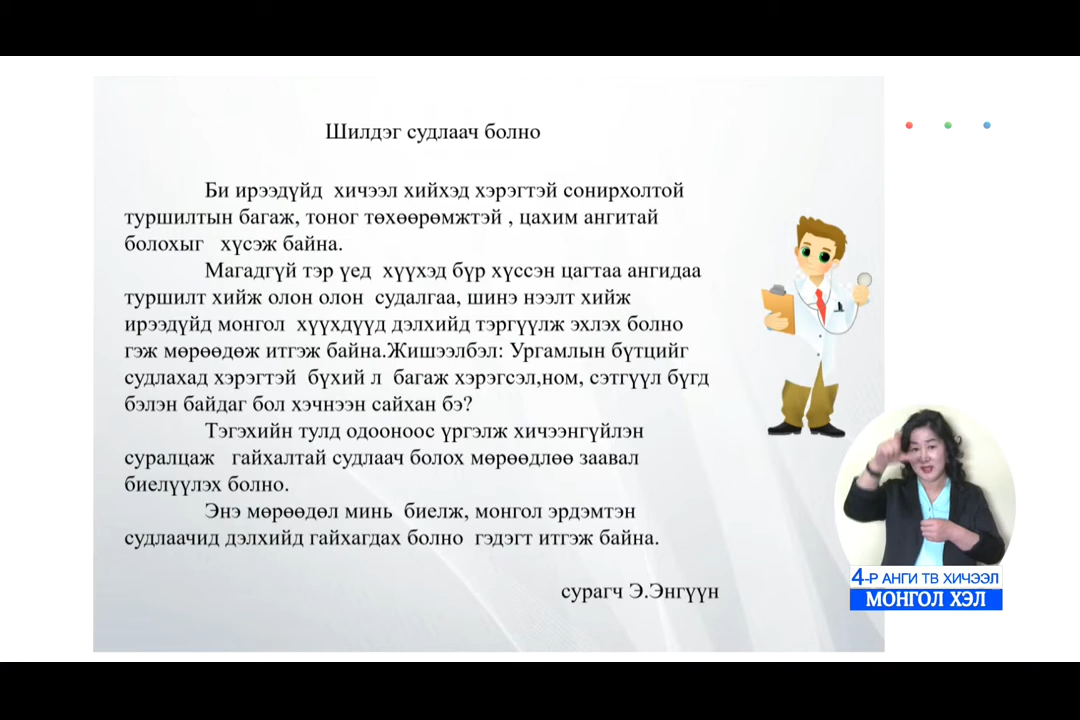 Шилдэг судлаач болно
Би ирээдүйд хичээл хийхэд хэрэгтэй сонирхолтой
туршилтын багаж, тоног төхөөрөмжтэй , цахим ангитай
болохыг хүсэж байна.
Магадгүй тэр үед хүүхэд бүр хүссэн цагтаа ангидаа
туршилт хийж олон олон судалгаа, шинэ нээлт хийж
ирээдүйд монгол хүүхдүүд дэлхийд тэргүүлж эхлэх болно
гэж мөрөөдөж итгэж байна.Жишээлбэл: Ургамлын бүтцийг
судлахад хэрэгтэй бүхий л багаж хэрэгсэл,ном, сэтгүүл бүгд
бэлэн байдаг бол хэчнээн сайхан бэ?
Тэгэхийн тулд одооноос үргэлж хичээнгүйлэн
суралцаж гайхалтай судлаач болох мөрөөдлөө заавал
биелүүлэх болно.
Энэ мөрөөдөл минь биелж, монгол эрдэмтэн
судлаачид дэлхийд гайхагдах болно гэдэгт итгэж байна.
сурагч Э.Энгүүн
4-Р АНГИ ТВ ХИЧЭЭЛ
МОНГОЛ ХЭЛ